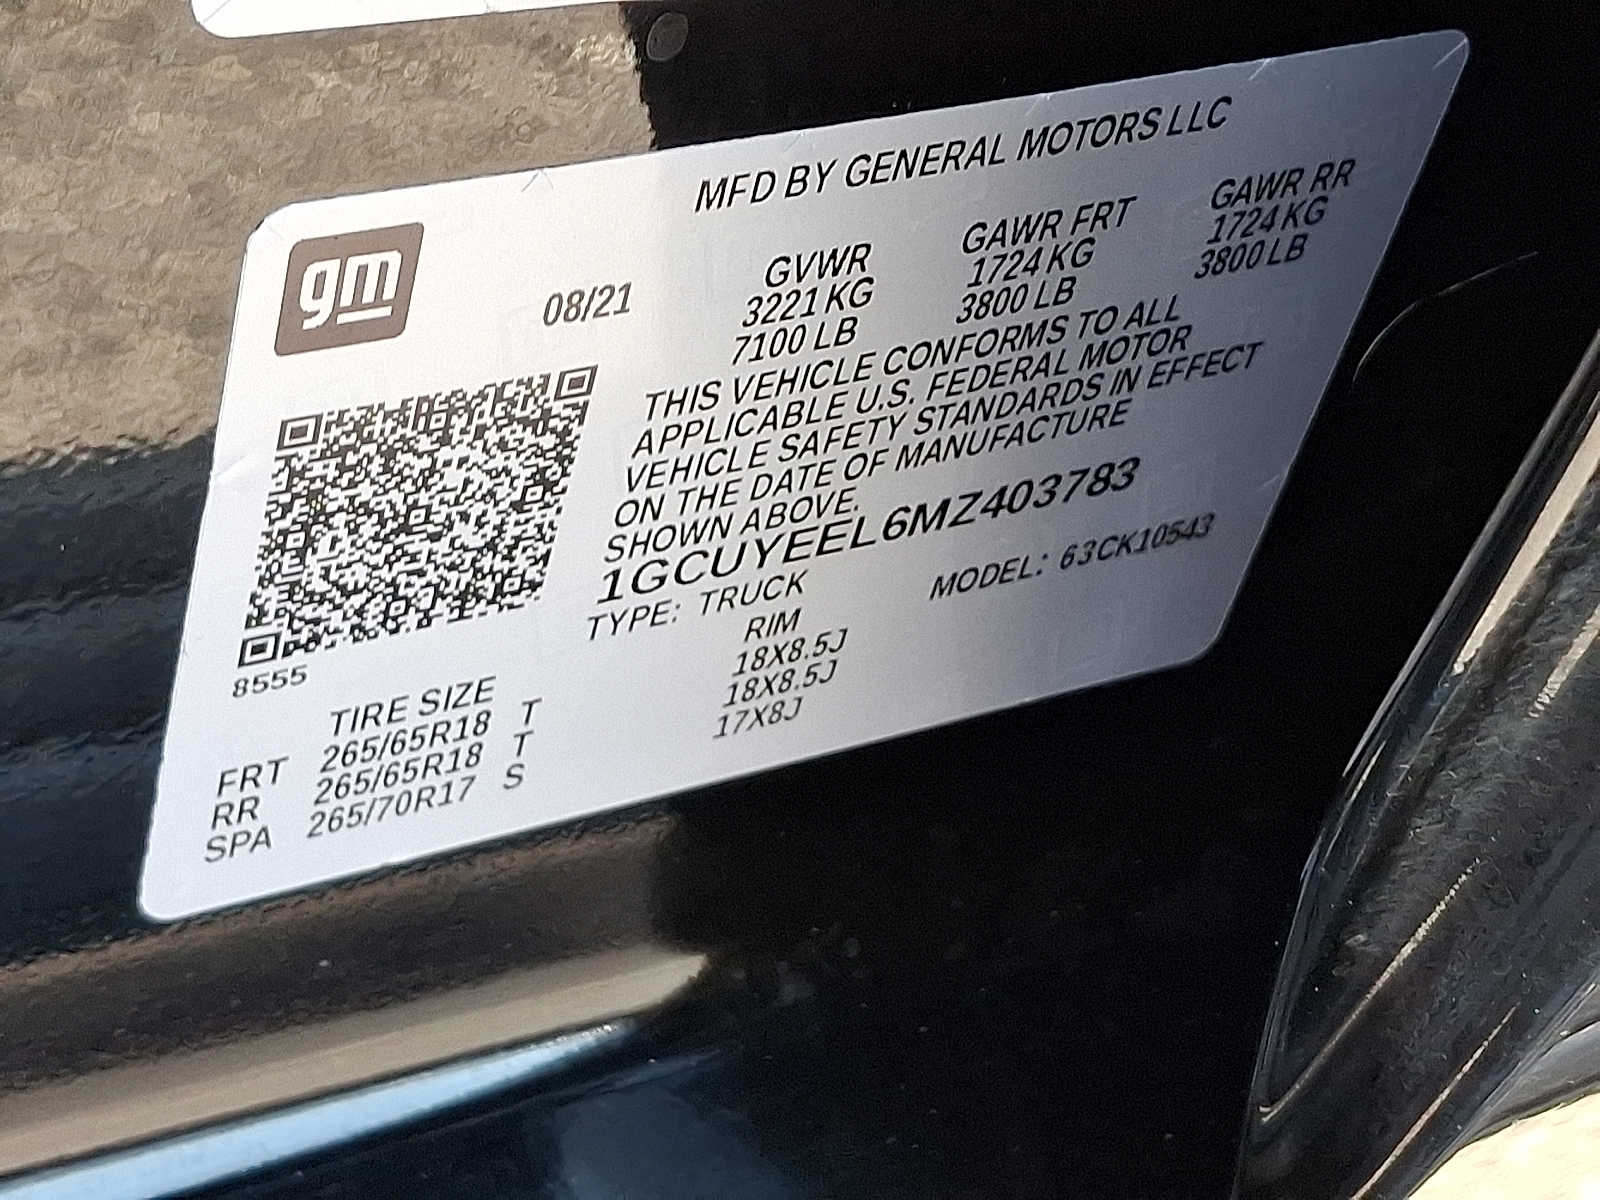 MFD BY GENERAL MOTORS LLC
gm
08/21
GVWR GAWR FRT GAWR RR
3221 KG 1724 KG 1724 KG
7100 LB 3800 LB 3800 LB
THIS VEHICLE CONFORMS TO ALL
APPLICABLE U.S. FEDERAL MOTOR
VEHICLE SAFETY STANDARDS IN EFFECT
ON THE DATE OF MANUFACTURE
SHOWN ABOVE.
1GCUYEEL6MZ403783
TYPE: TRUCK MODEL: 63CK10543
8555
TIRE SIZE RIM
FRT 265/65R18 T 18X8.5J
RR 265/65R18 T 18X8.5J
SPA 265/70R17 S 17X8J